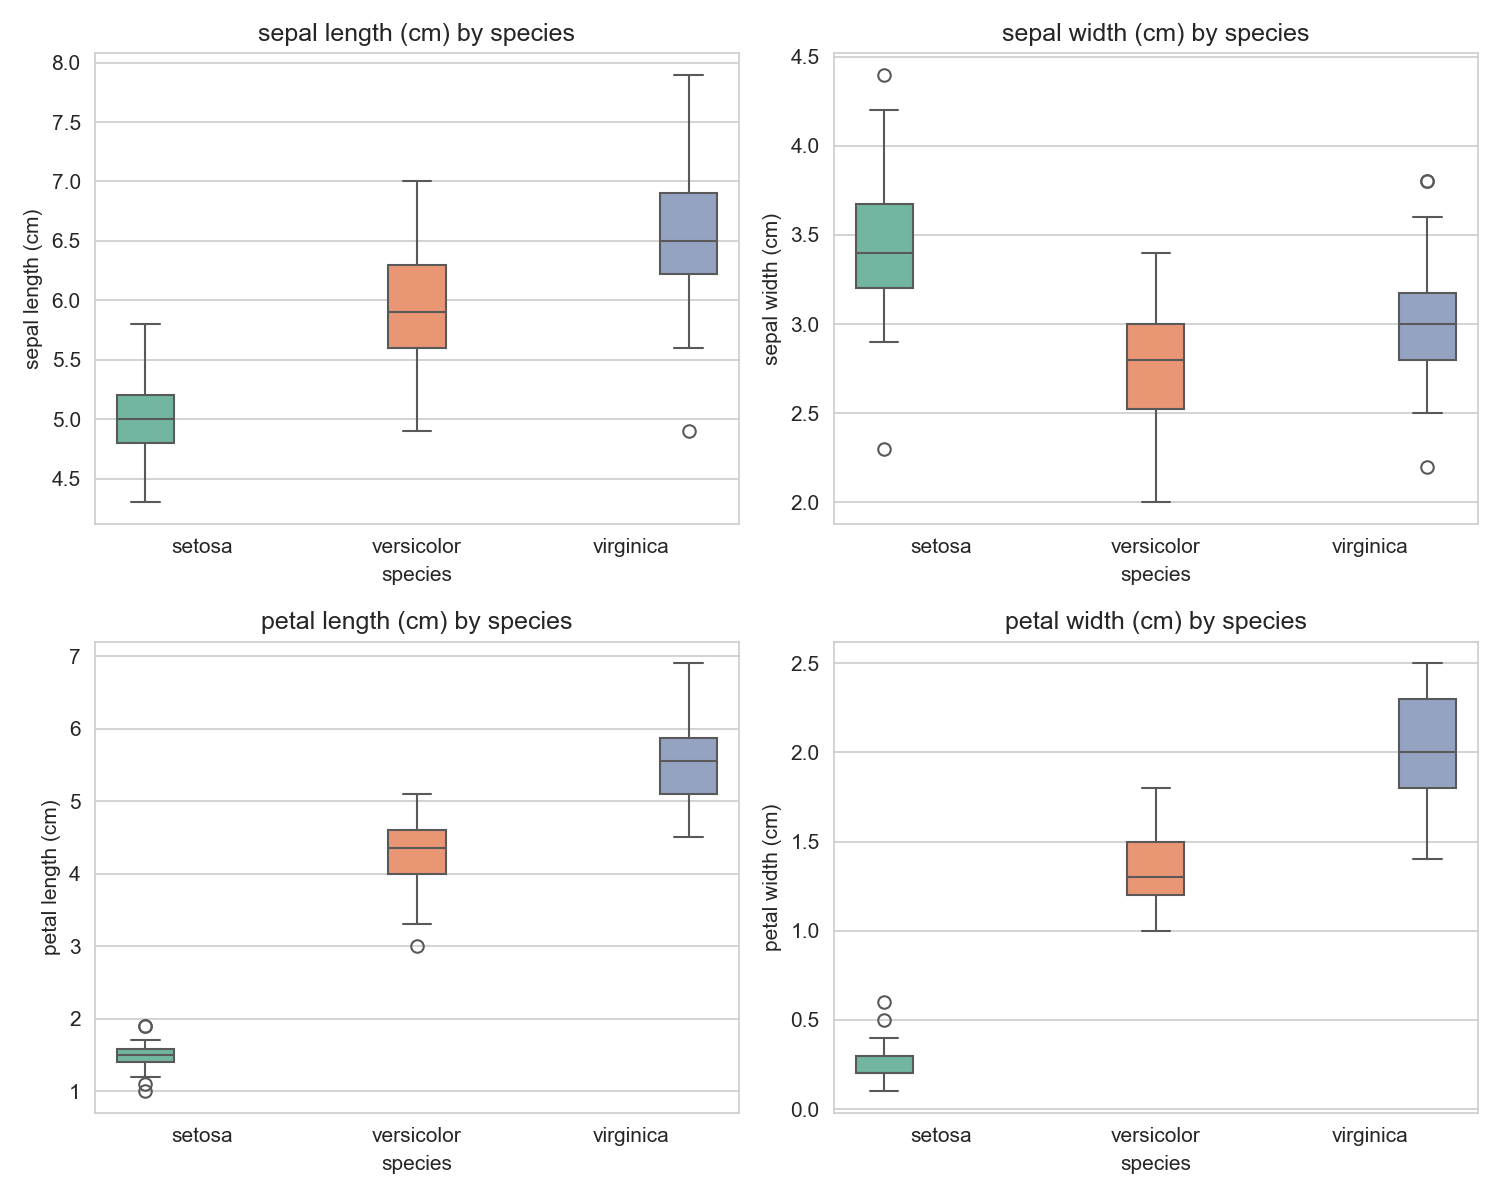 sepal length (cm) by species
8.0
7.5
7.0
6.5
6.0
5.5
5.0
4.5
sepal length (cm)
setosa versicolor virginica
species
sepal width (cm) by species
4.5
4.0
3.5
3.0
2.5
2.0
sepal width (cm)
setosa versicolor virginica
species
petal length (cm) by species
7
6
5
4
3
2
1
petal length (cm)
setosa versicolor virginica
species
petal width (cm) by species
2.5
2.0
1.5
1.0
0.5
0.0
petal width (cm)
setosa versicolor virginica
species